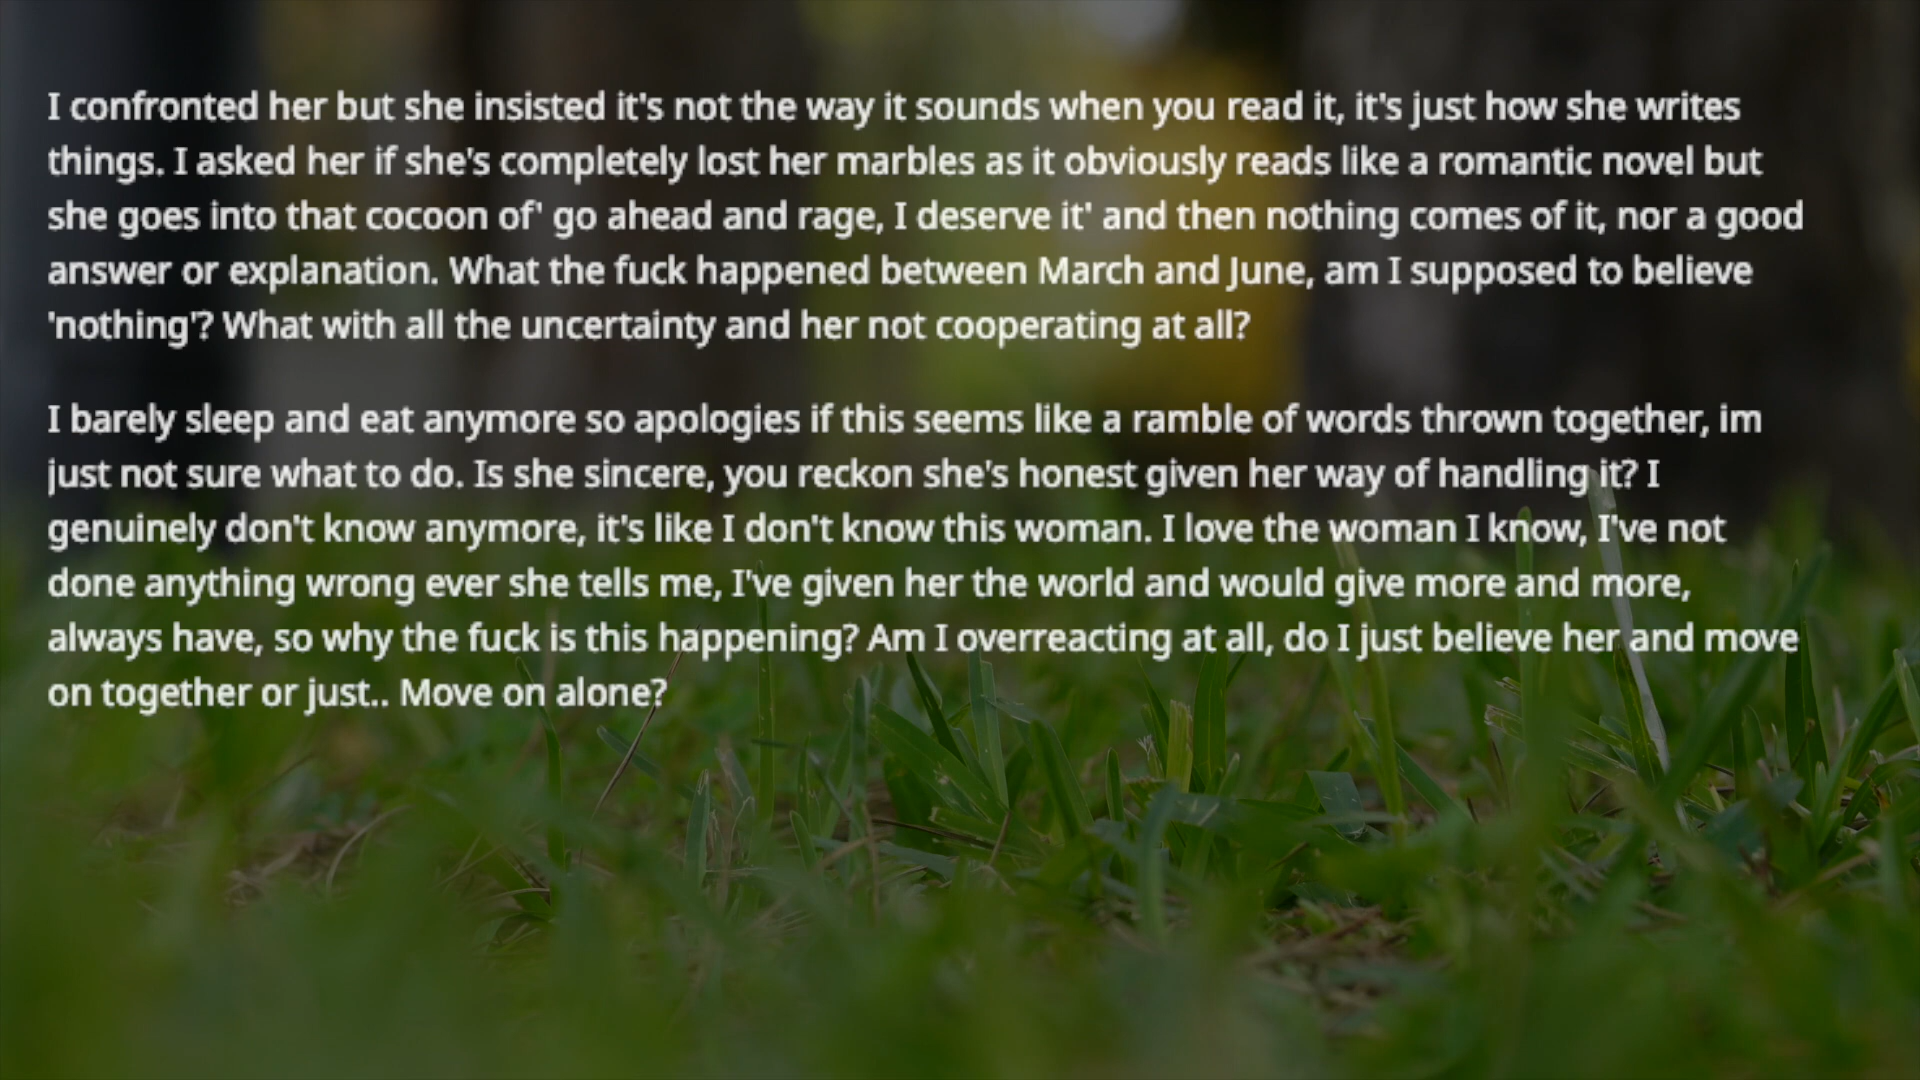 I confronted her but she insisted it's not the way it sounds when you read it, it's just how she writes
things. I asked her if she's completely lost her marbles as it obviously reads like a romantic novel but
she goes into that cocoon of' go ahead and rage, I deserve it' and then nothing comes of it, nor a good
answer or explanation. What the fuck happened between March and June, am I supposed to believe
'nothing'? What with all the uncertainty and her not cooperating at all?
I barely sleep and eat anymore so apologies if this seems like a ramble of words thrown together, im
just not sure what to do. Is she sincere, you reckon she's honest given her way of handling it? I
genuinely don't know anymore, it's like I don't know this woman. I love the woman I know, I've not
done anything wrong ever she tells me, I've given her the world and would give more and more,
always have, so why the fuck is this happening? Am I overreacting at all, do I just believe her and move
on together or just.. Move on alone?